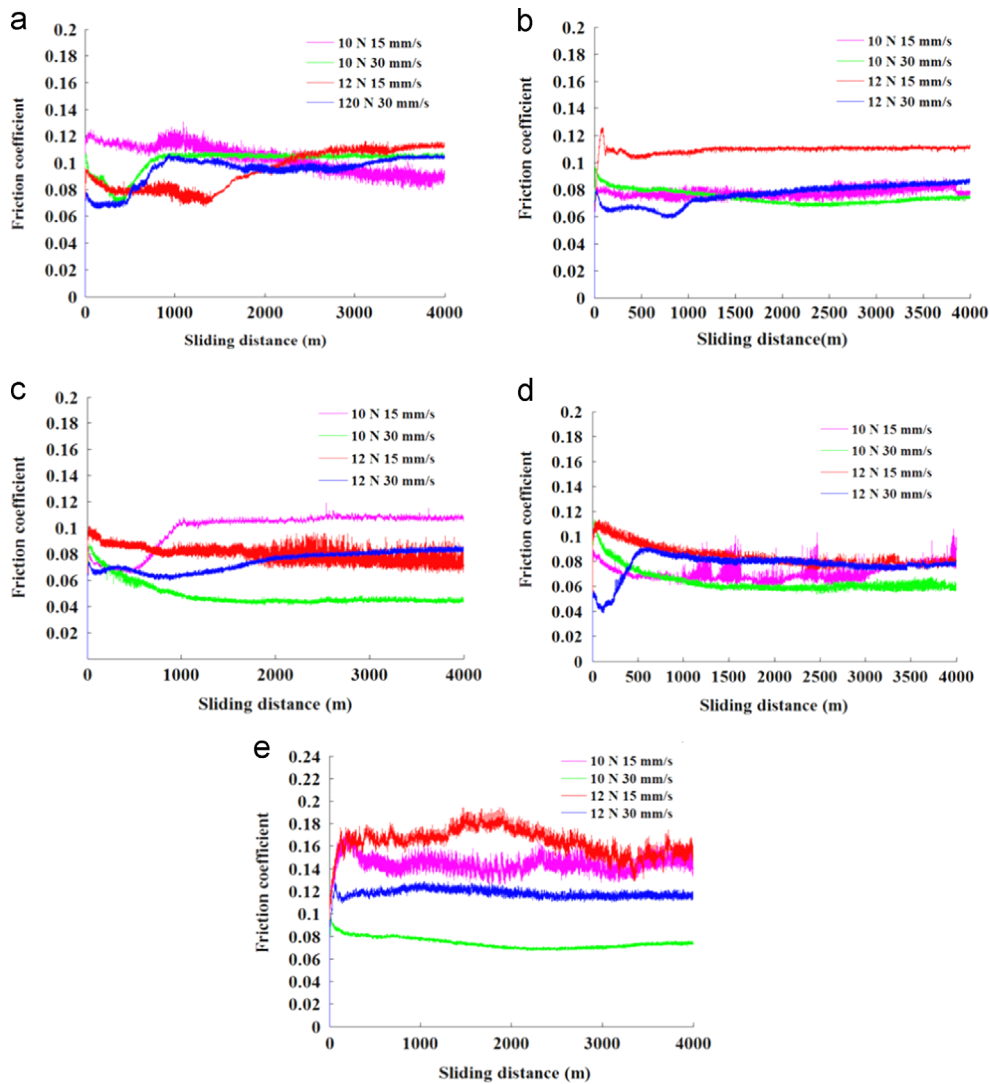 a
0.2
0.18
0.16
0.14
0.12
0.1
0.08
0.06
0.04
0.02
0
0 1000 2000 3000 4000
Friction coefficient
Sliding distance (m)
10 N 15 mm/s
10 N 30 mm/s
12 N 15 mm/s
120 N 30 mm/s
b
0.2
0.18
0.16
0.14
0.12
0.1
0.08
0.06
0.04
0.02
0
0 500 1000 1500 2000 2500 3000 3500 4000
Friction coefficient
Sliding distance(m)
10 N 15 mm/s
10 N 30 mm/s
12 N 15 mm/s
12 N 30 mm/s
c
0.2
0.18
0.16
0.14
0.12
0.1
0.08
0.06
0.04
0.02
0 1000 2000 3000 4000
Friction coefficient
Sliding distance (m)
10 N 15 mm/s
10 N 30 mm/s
12 N 15 mm/s
12 N 30 mm/s
d
0.2
0.18
0.16
0.14
0.12
0.1
0.08
0.06
0.04
0.02
0
0 500 1000 1500 2000 2500 3000 3500 4000
Friction coefficient
Sliding distance (m)
10 N 15 mm/s
10 N 30 mm/s
12 N 15 mm/s
12 N 30 mm/s
e
0.24
0.22
0.2
0.18
0.16
0.14
0.12
0.1
0.08
0.06
0.04
0.02
0
0 1000 2000 3000 4000
Friction coefficient
Sliding distance (m)
10 N 15 mm/s
10 N 30 mm/s
12 N 15 mm/s
12 N 30 mm/s